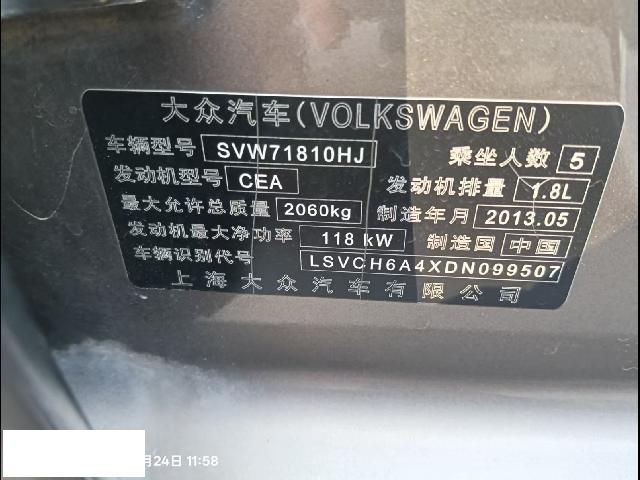 大众汽车(VOLKSWAGEN)
车辆型号 SVW71810HJ 乘坐人数 5
发动机型号 CEA 发动机排量 1.8L
最大允许总质量 2060kg 制造年月 2013.05
发动机最大净功率 118 kW 制造国 中国
车辆识别代号 LSVCH6A4XDN099507
上海大众汽车有限公司
月24日 11:58